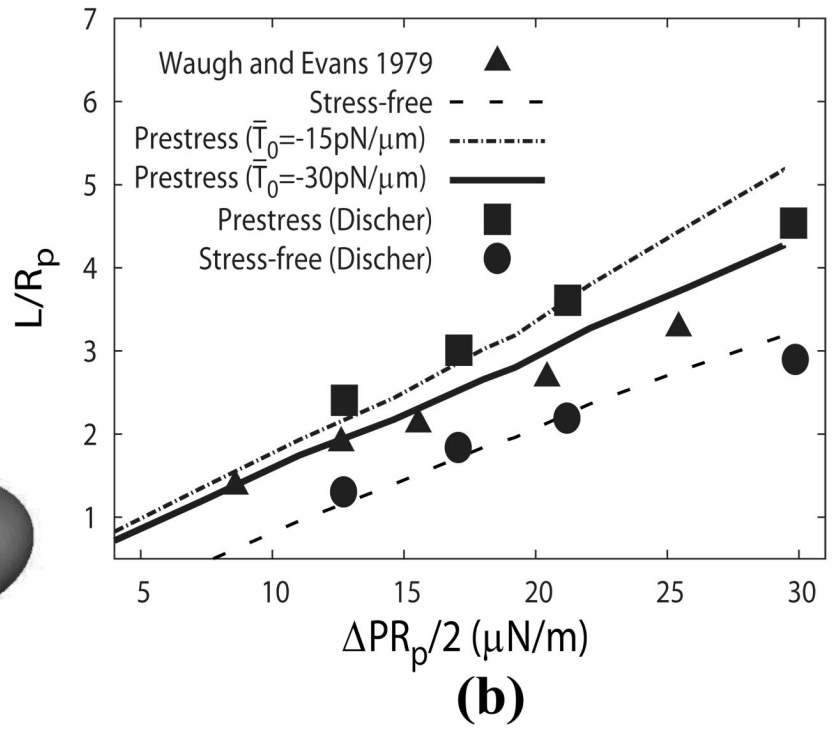 7
6
5
4
3
2
1
L/Rp
Waugh and Evans 1979
Stress-free
Prestress (T̄0=-15pN/μm)
Prestress (T̄0=-30pN/μm)
Prestress (Discher)
Stress-free (Discher)
5 10 15 20 25 30
ΔPRp/2 (μN/m)
(b)